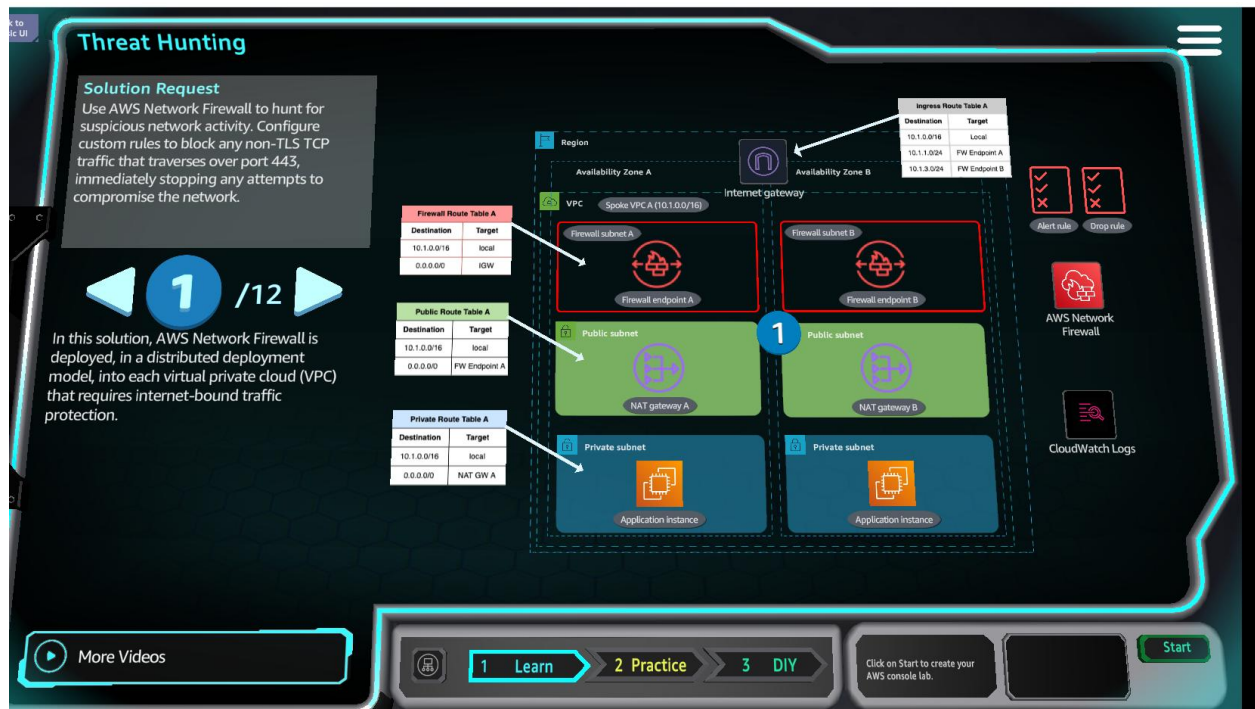 k to
ic UI
Threat Hunting
Solution Request
Use AWS Network Firewall to hunt for
suspicious network activity. Configure
custom rules to block any non-TLS TCP
traffic that traverses over port 443,
immediately stopping any attempts to
compromise the network.
1 /12
In this solution, AWS Network Firewall is
deployed, in a distributed deployment
model, into each virtual private cloud (VPC)
that requires internet-bound traffic
protection.
Ingress Route Table A
Destination Target
10.1.0.0/16 Local
10.1.1.0/24 FW Endpoint A
10.1.3.0/24 FW Endpoint B
Region
Availability Zone A
Availability Zone B
Internet gateway
VPC
Spoke VPC A (10.1.0.0/16)
Alert rule
Drop rule
Firewall Route Table A
Destination Target
10.1.0.0/16 local
0.0.0.0/0 IGW
Firewall subnet A
Firewall endpoint A
Firewall subnet B
Firewall endpoint B
AWS Network
Firewall
Public Route Table A
Destination Target
10.1.0.0/16 local
0.0.0.0/0 FW Endpoint A
Public subnet
NAT gateway A
1
Public subnet
NAT gateway B
CloudWatch Logs
Private Route Table A
Destination Target
10.1.0.0/16 local
0.0.0.0/0 NAT GW A
Private subnet
Application instance
Private subnet
Application instance
More Videos
1 Learn
2 Practice
3 DIY
Click on Start to create your
AWS console lab.
Start